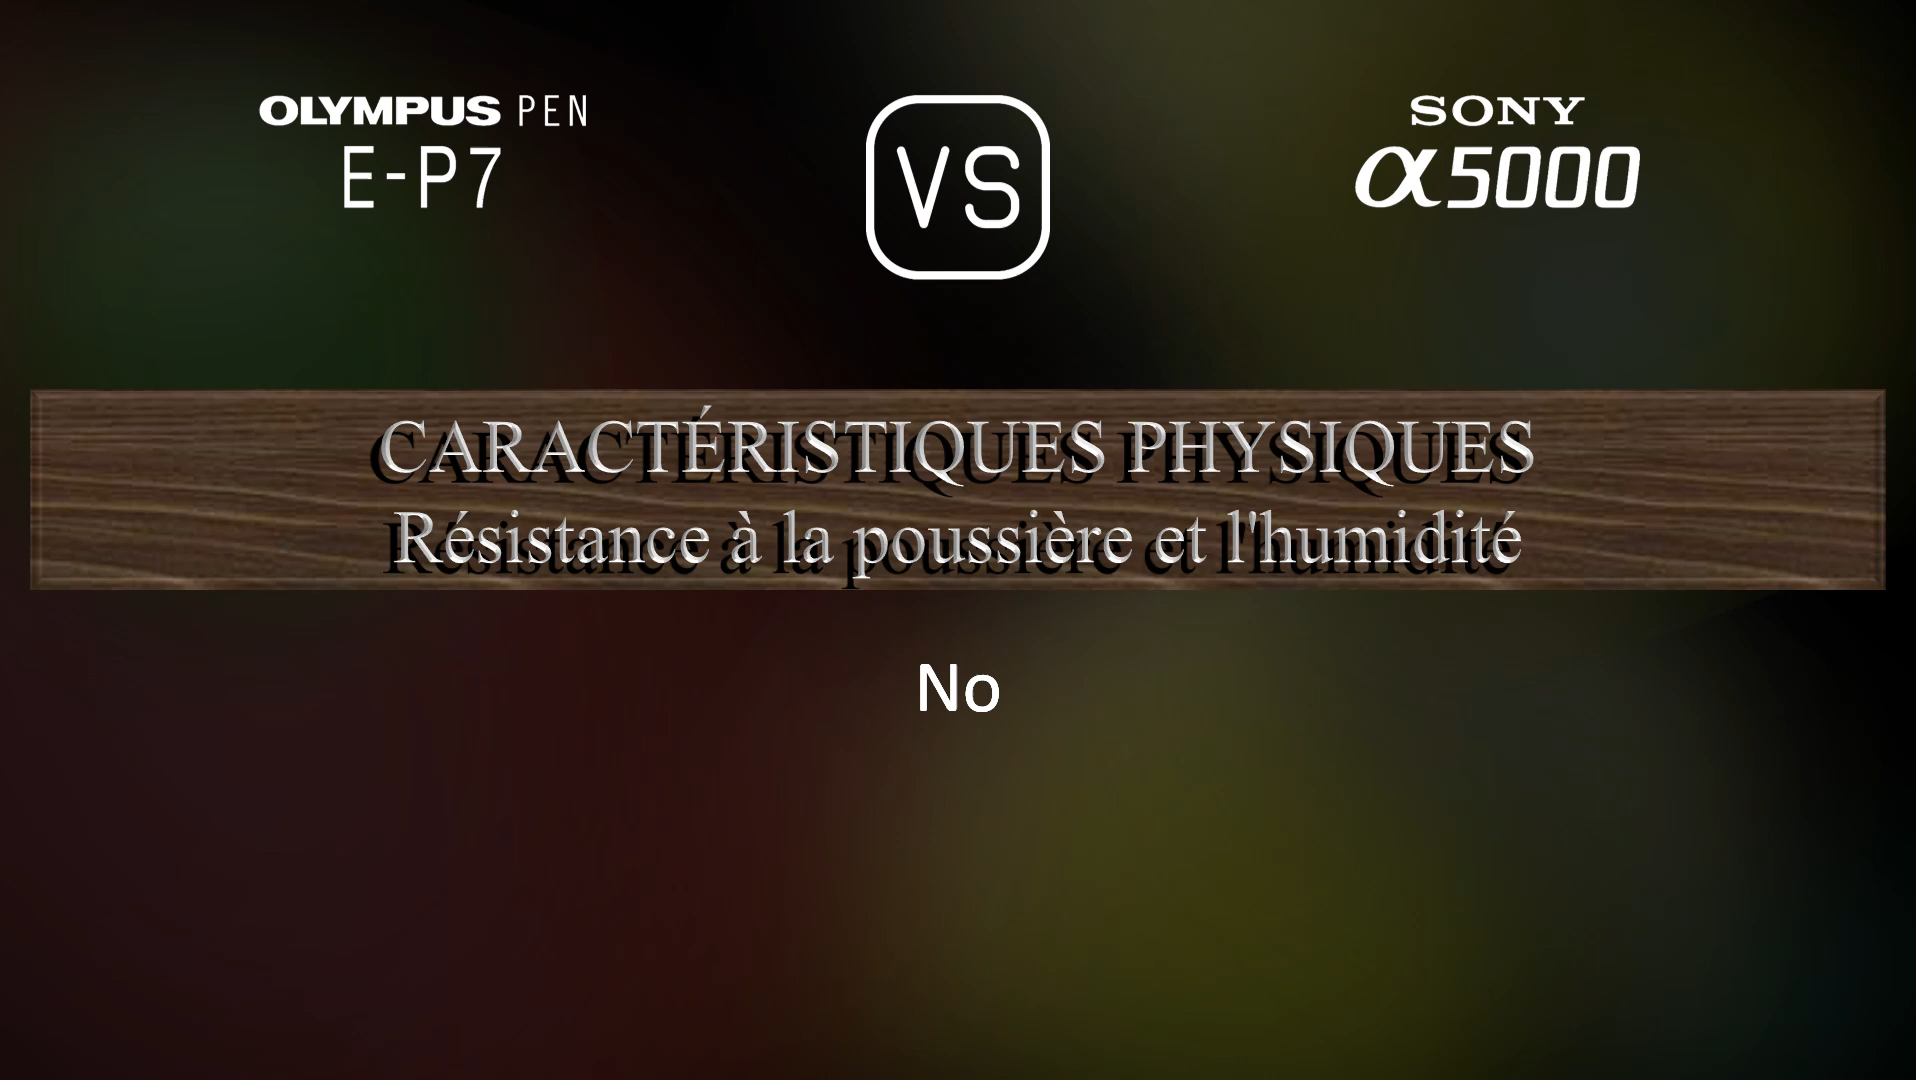 OLYMPUS PEN
E-P7
VS
SONY
α5000
CARACTÉRISTIQUES PHYSIQUES
Résistance à la poussière et l'humidité
No